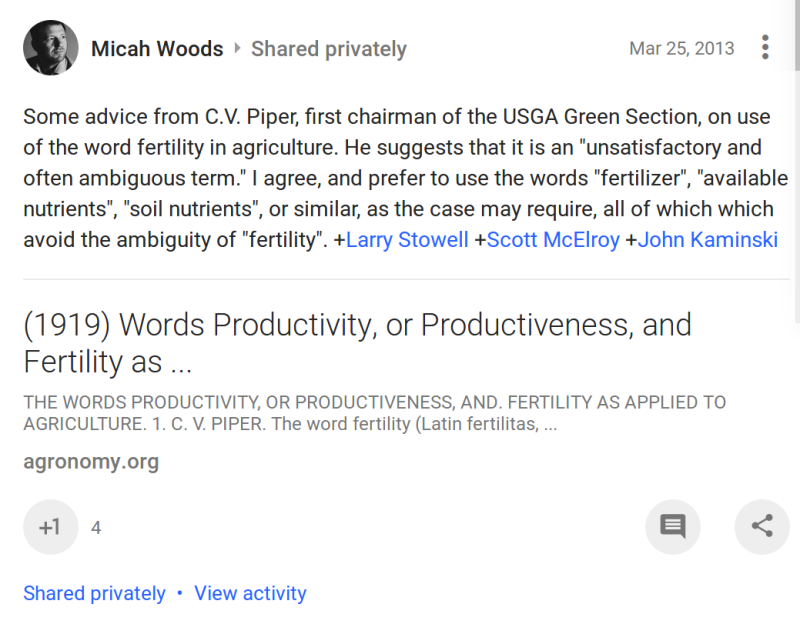 Micah Woods Shared privately Mar 25, 2013
Some advice from C.V. Piper, first chairman of the USGA Green Section, on use
of the word fertility in agriculture. He suggests that it is an "unsatisfactory and
often ambiguous term." I agree, and prefer to use the words "fertilizer", "available
nutrients", "soil nutrients", or similar, as the case may require, all of which which
avoid the ambiguity of "fertility". +Larry Stowell +Scott McElroy +John Kaminski
(1919) Words Productivity, or Productiveness, and
Fertility as ...
THE WORDS PRODUCTIVITY, OR PRODUCTIVENESS, AND. FERTILITY AS APPLIED TO
AGRICULTURE. 1. C. V. PIPER. The word fertility (Latin fertilitas, ...
agronomy.org
+1 4
Shared privately • View activity